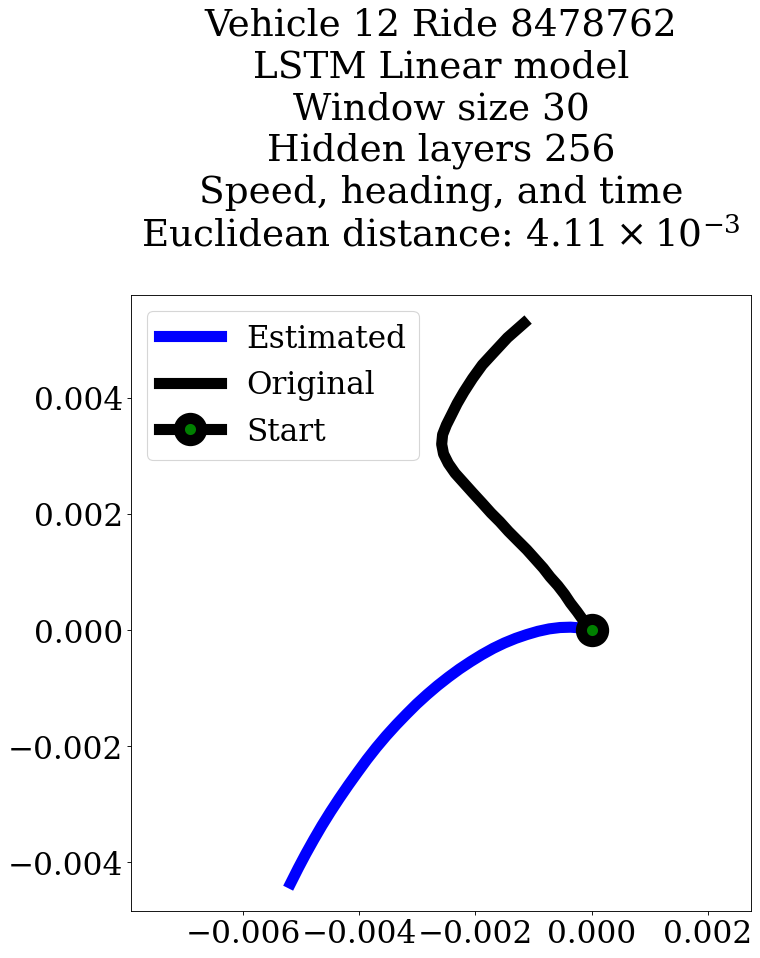 Vehicle 12 Ride 8478762
LSTM Linear model
Window size 30
Hidden layers 256
Speed, heading, and time
Euclidean distance: 4.11 × 10⁻³
Estimated
Original
Start
0.004
0.002
0.000
−0.002
−0.004
−0.006 −0.004 −0.002 0.000 0.002